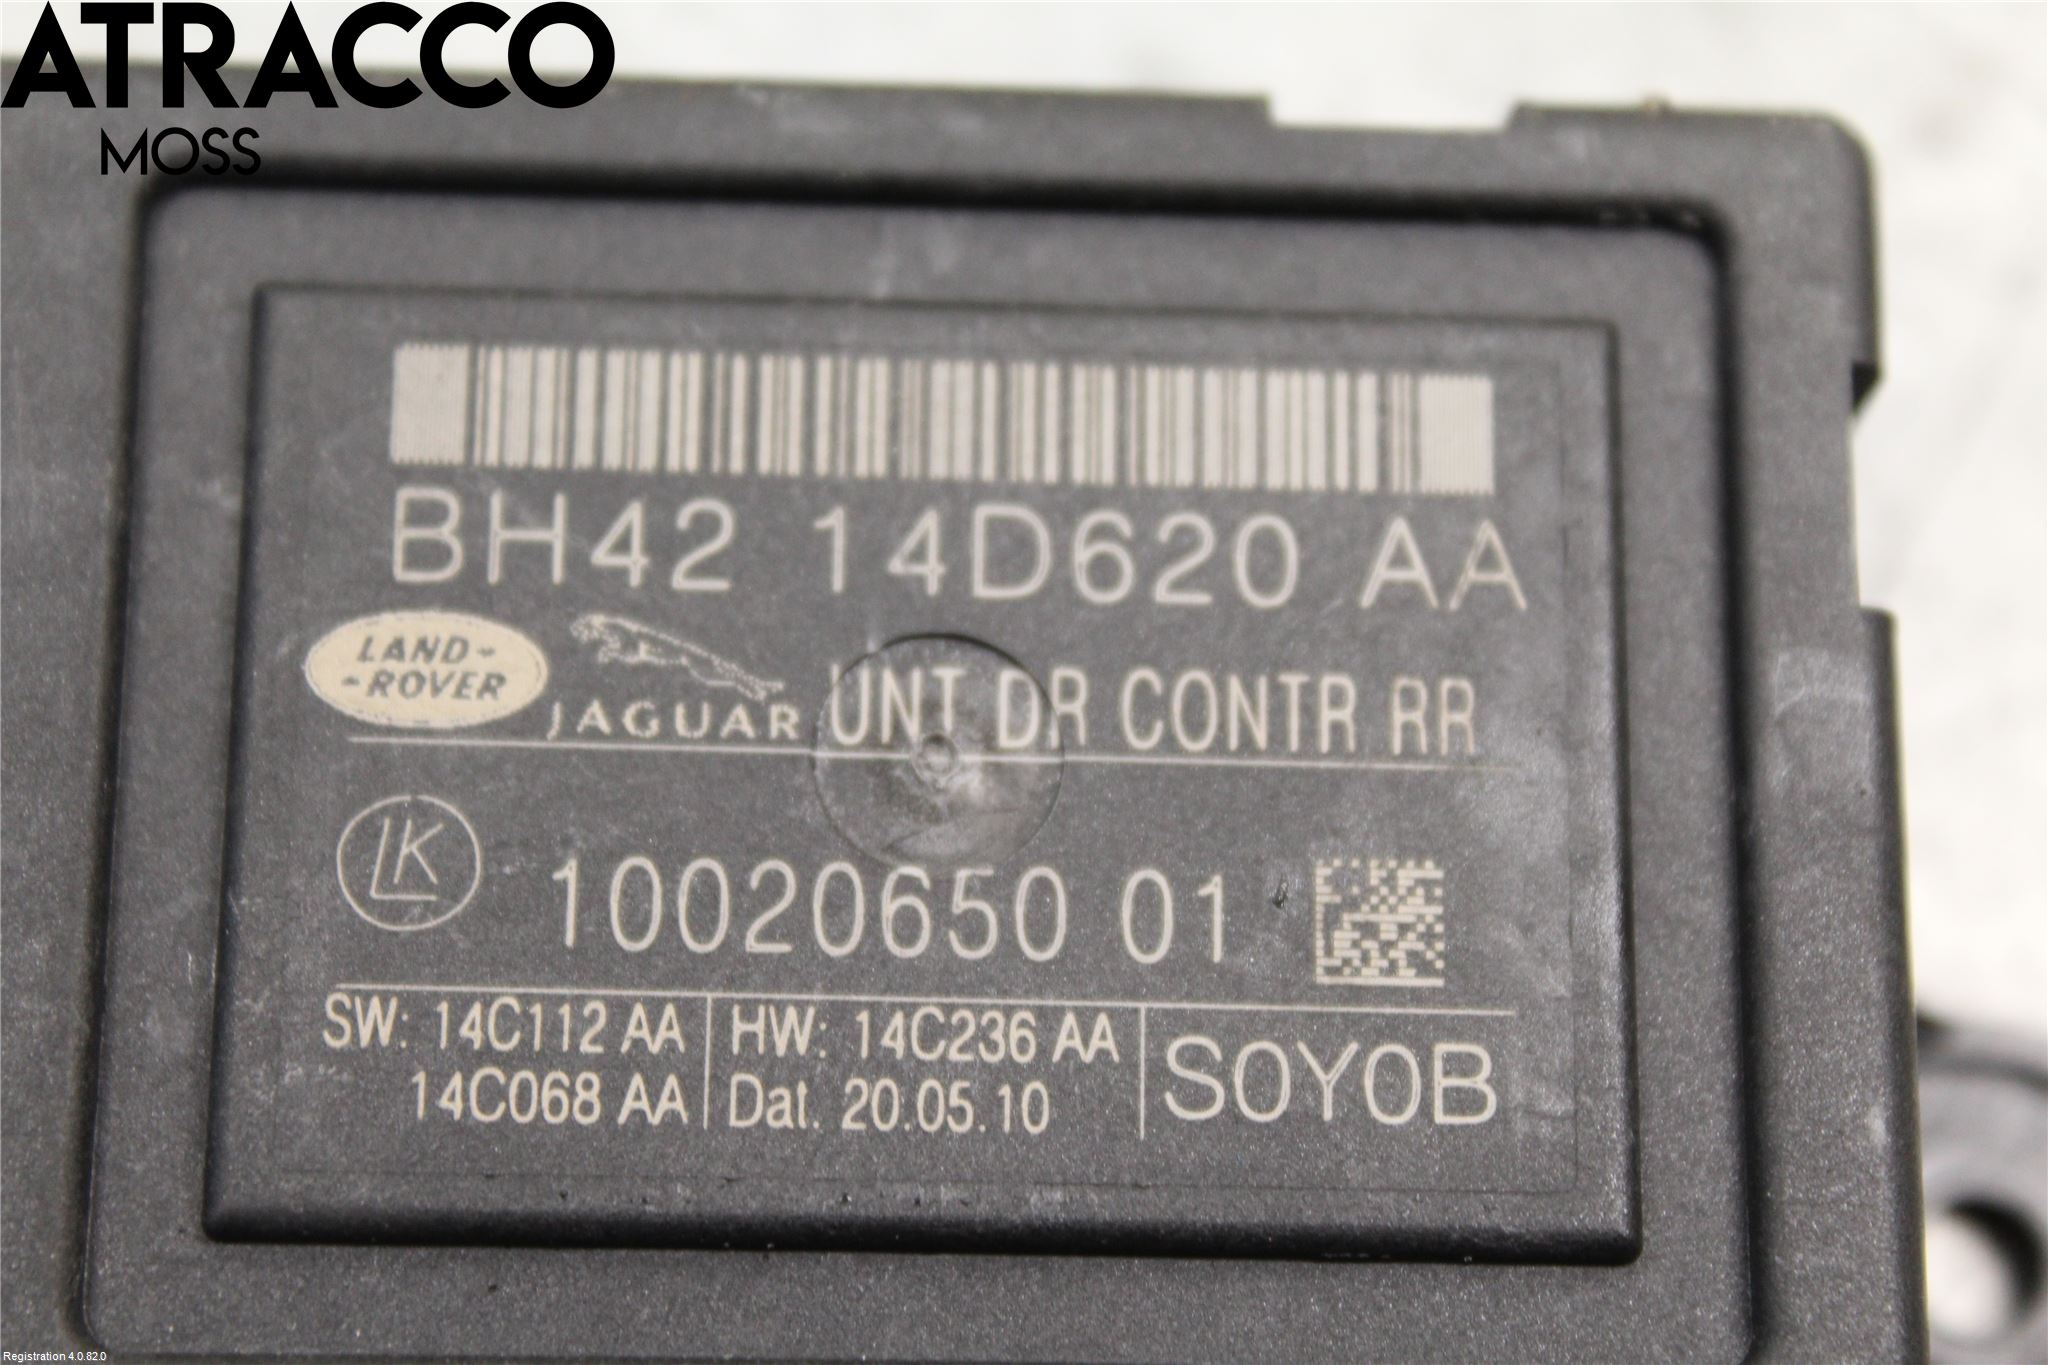 ATRACCO
MOSS
BH42 14D620 AA
LAND-
-ROVER
JAGUAR
UNT DR CONTR RR
LK
10020650 01
SW: 14C112 AA
14C068 AA
HW: 14C236 AA
Dat. 20.05.10
S0Y0B
Registration 4.0.82.0